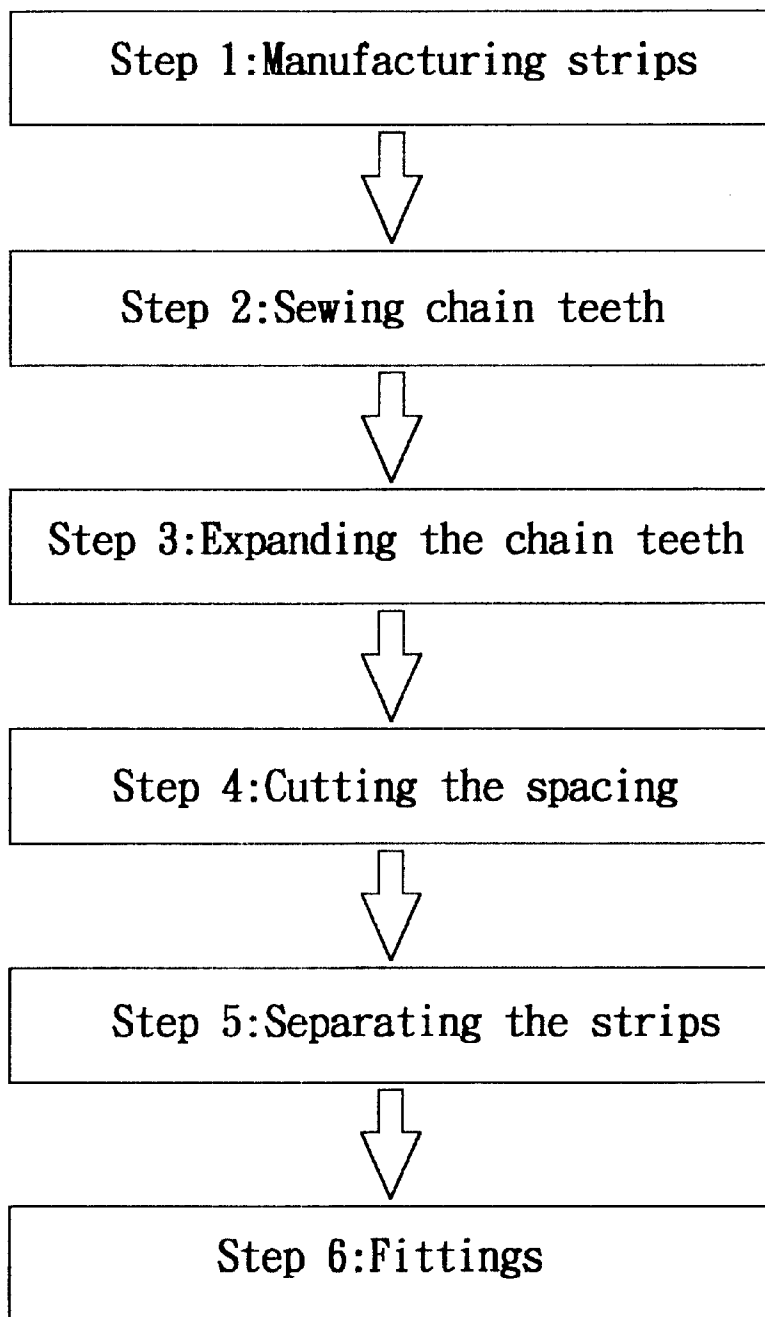 Step 1:Manufacturing strips
Step 2:Sewing chain teeth
Step 3:Expanding the chain teeth
Step 4:Cutting the spacing
Step 5:Separating the strips
Step 6:Fittings